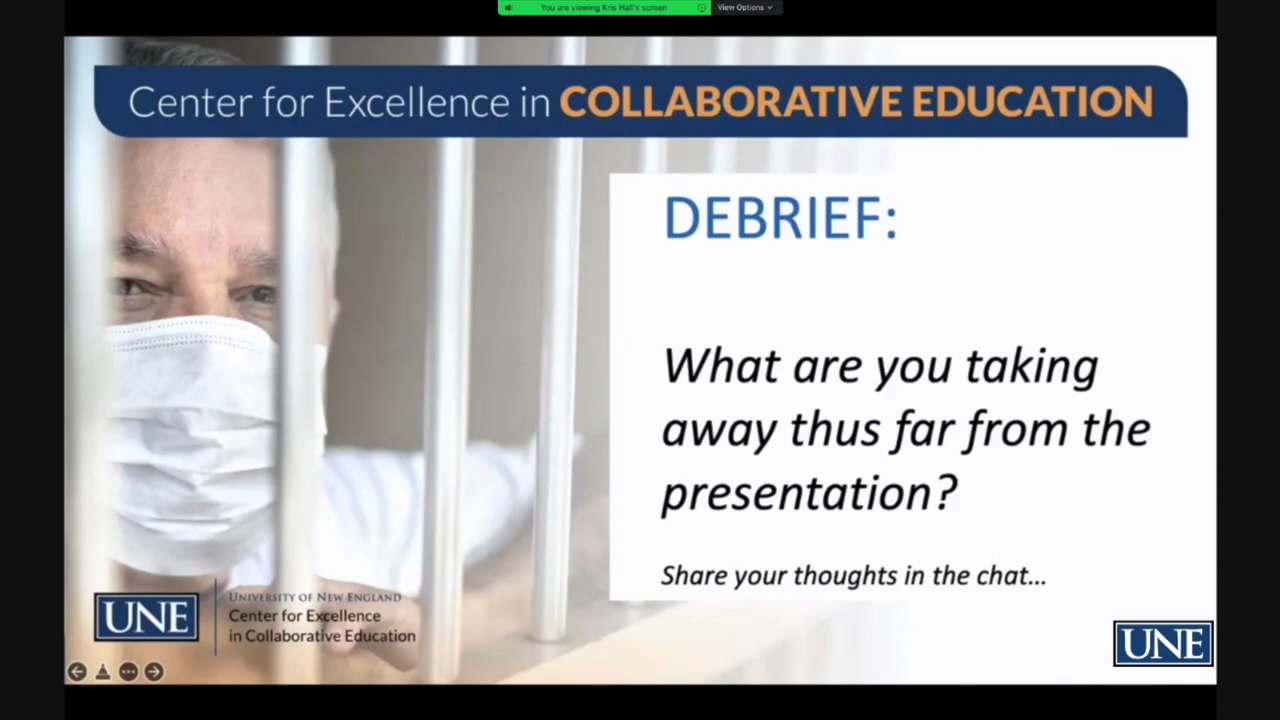 You are viewing Kris Hall's screen
View Options
Center for Excellence in COLLABORATIVE EDUCATION
DEBRIEF:
What are you taking
away thus far from the
presentation?
Share your thoughts in the chat...
UNE
UNIVERSITY OF NEW ENGLAND
Center for Excellence
in Collaborative Education
UNE